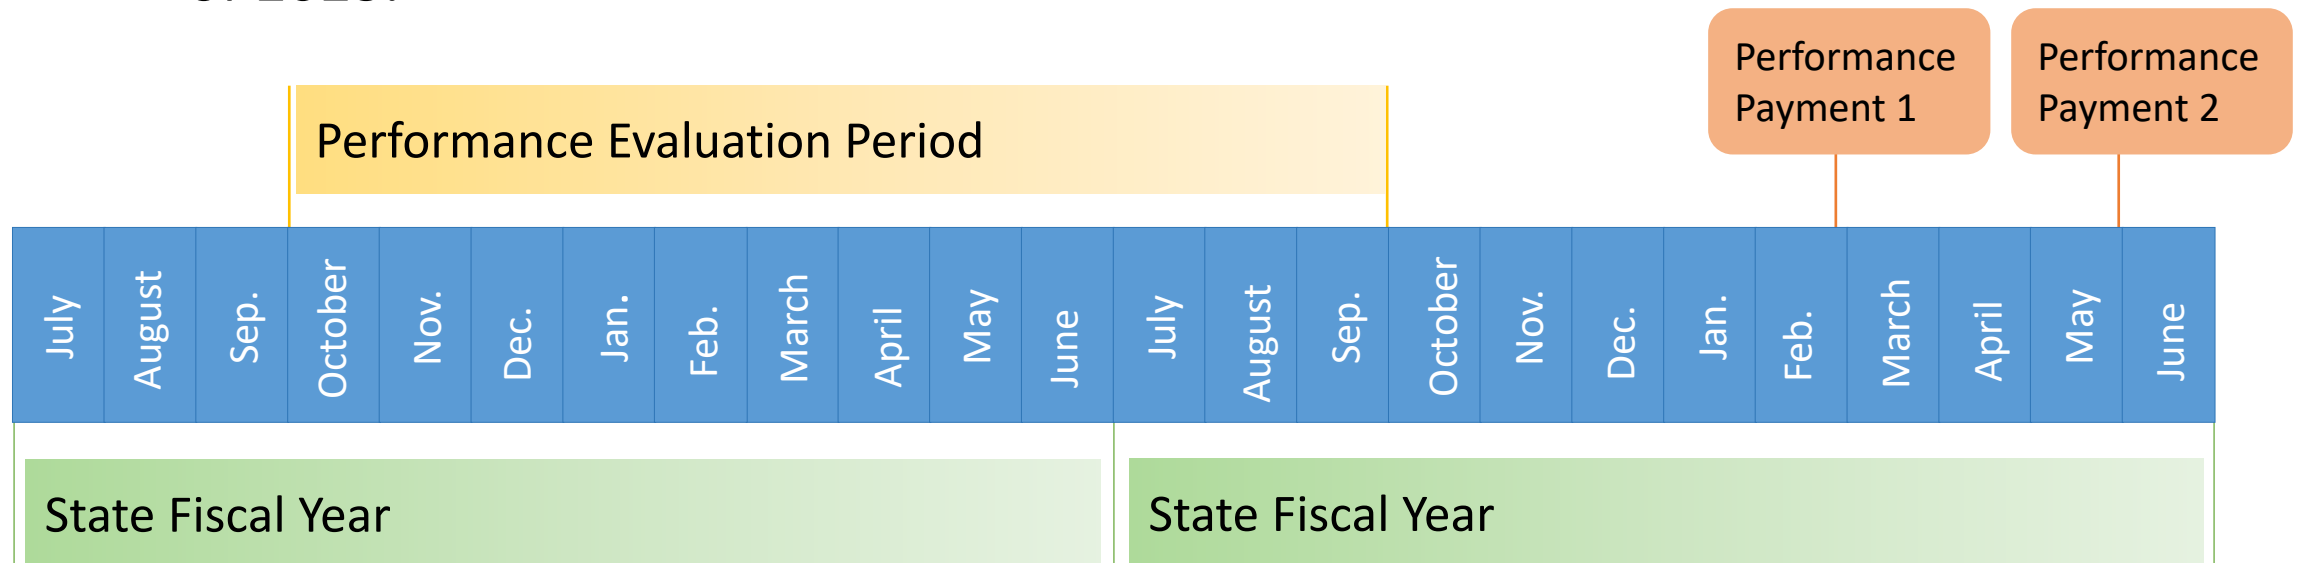 Performance
Payment 1
Performance
Payment 2
Performance Evaluation Period
July
August
Sep.
October
Nov.
Dec.
Jan.
Feb.
March
April
May
June
July
August
Sep.
October
Nov.
Dec.
Jan.
Feb.
March
April
May
June
State Fiscal Year
State Fiscal Year